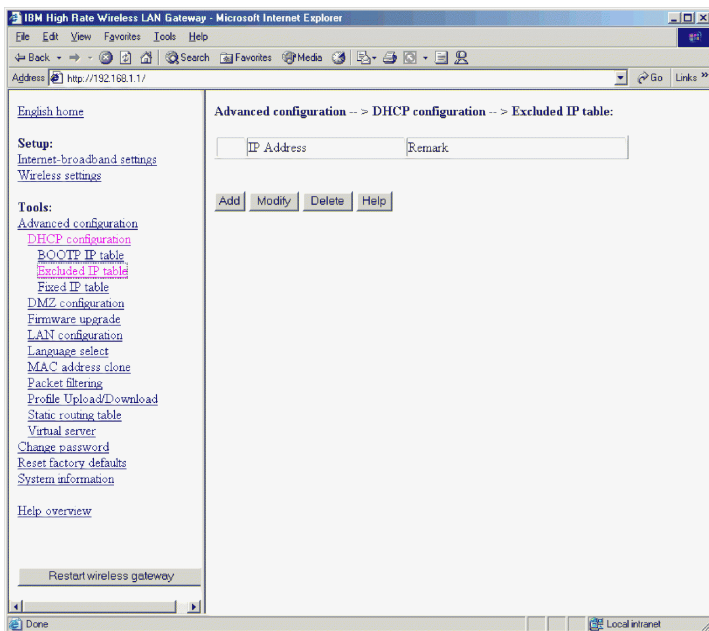 IBM High Rate Wireless LAN Gateway - Microsoft Internet Explorer
File Edit View Favorites Tools Help
Back Search Favorites Media
Address http://192.168.1.1/ Go Links »
English home
Setup:
Internet-broadband settings
Wireless settings
Tools:
Advanced configuration
DHCP configuration
BOOTP IP table
Excluded IP table
Fixed IP table
DMZ configuration
Firmware upgrade
LAN configuration
Language select
MAC address clone
Packet filtering
Profile Upload/Download
Static routing table
Virtual server
Change password
Reset factory defaults
System information
Help overview
Restart wireless gateway
Advanced configuration -- > DHCP configuration -- > Excluded IP table:
IP Address Remark
Add Modify Delete Help
Done Local intranet